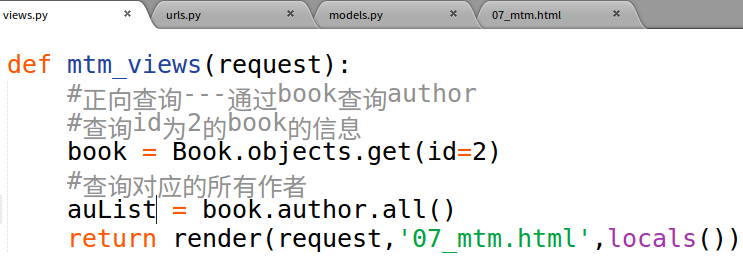 views.py × urls.py × models.py × 07_mtm.html ×
def mtm_views(request):
#正向查询---通过book查询author
#查询id为2的book的信息
book = Book.objects.get(id=2)
#查询对应的所有作者
auList = book.author.all()
return render(request,'07_mtm.html',locals())